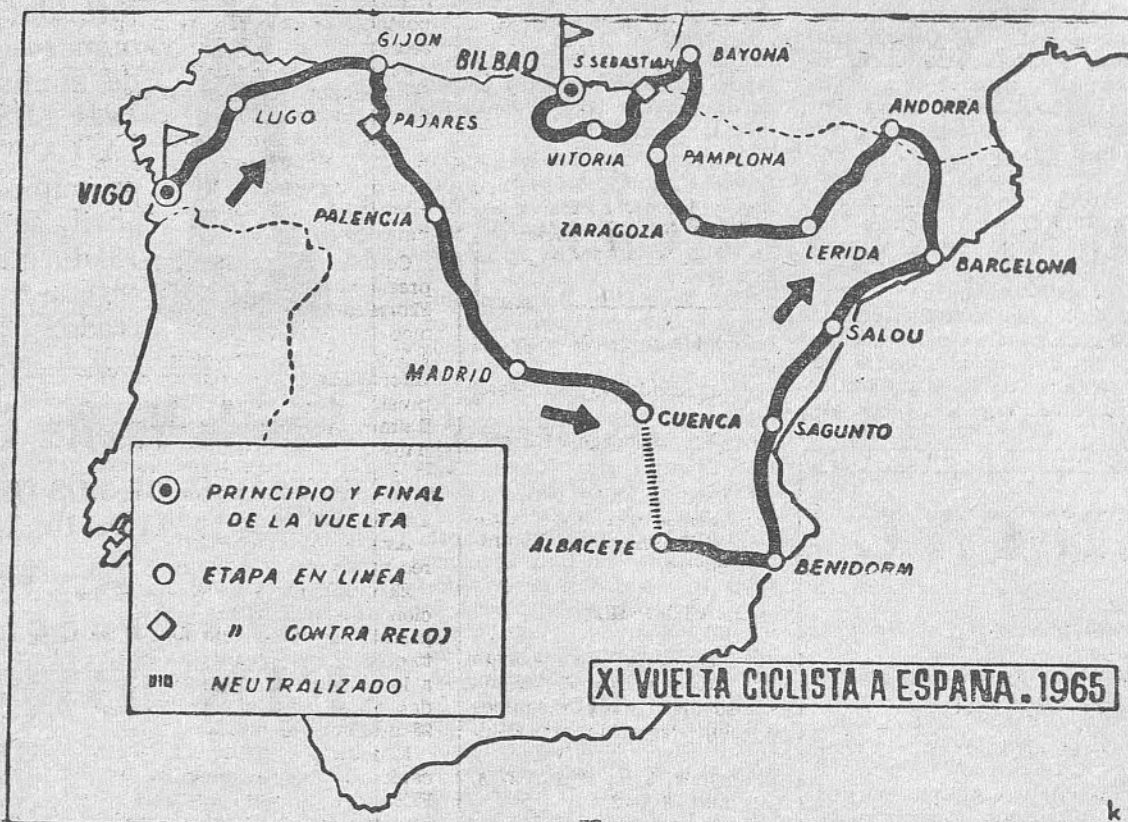 GIJON
BILBAO
S. SEBASTIAN
BAYONA
LUGO
PAJARES
ANDORRA
VITORIA
PAMPLONA
VIGO
PALENCIA
ZARAGOZA
LERIDA
BARCELONA
SALOU
MADRID
CUENCA
SAGUNTO
ALBACETE
BENIDORM
PRINCIPIO Y FINAL
DE LA VUELTA
ETAPA EN LINEA
" CONTRA RELOJ
NEUTRALIZADO
XI VUELTA CICLISTA A ESPAÑA. 1965
k